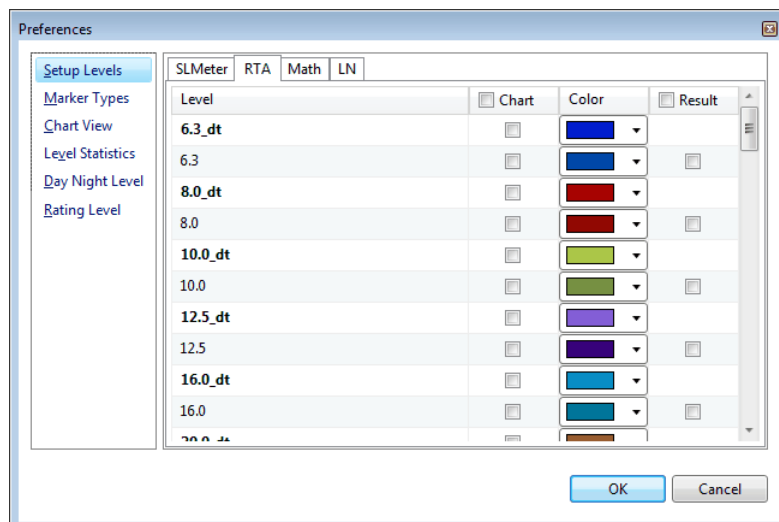 Preferences
Setup Levels
Marker Types
Chart View
Level Statistics
Day Night Level
Rating Level
SLMeter RTA Math LN
Level Chart Color Result
6.3_dt
6.3
8.0_dt
8.0
10.0_dt
10.0
12.5_dt
12.5
16.0_dt
16.0
20.0_dt
OK Cancel